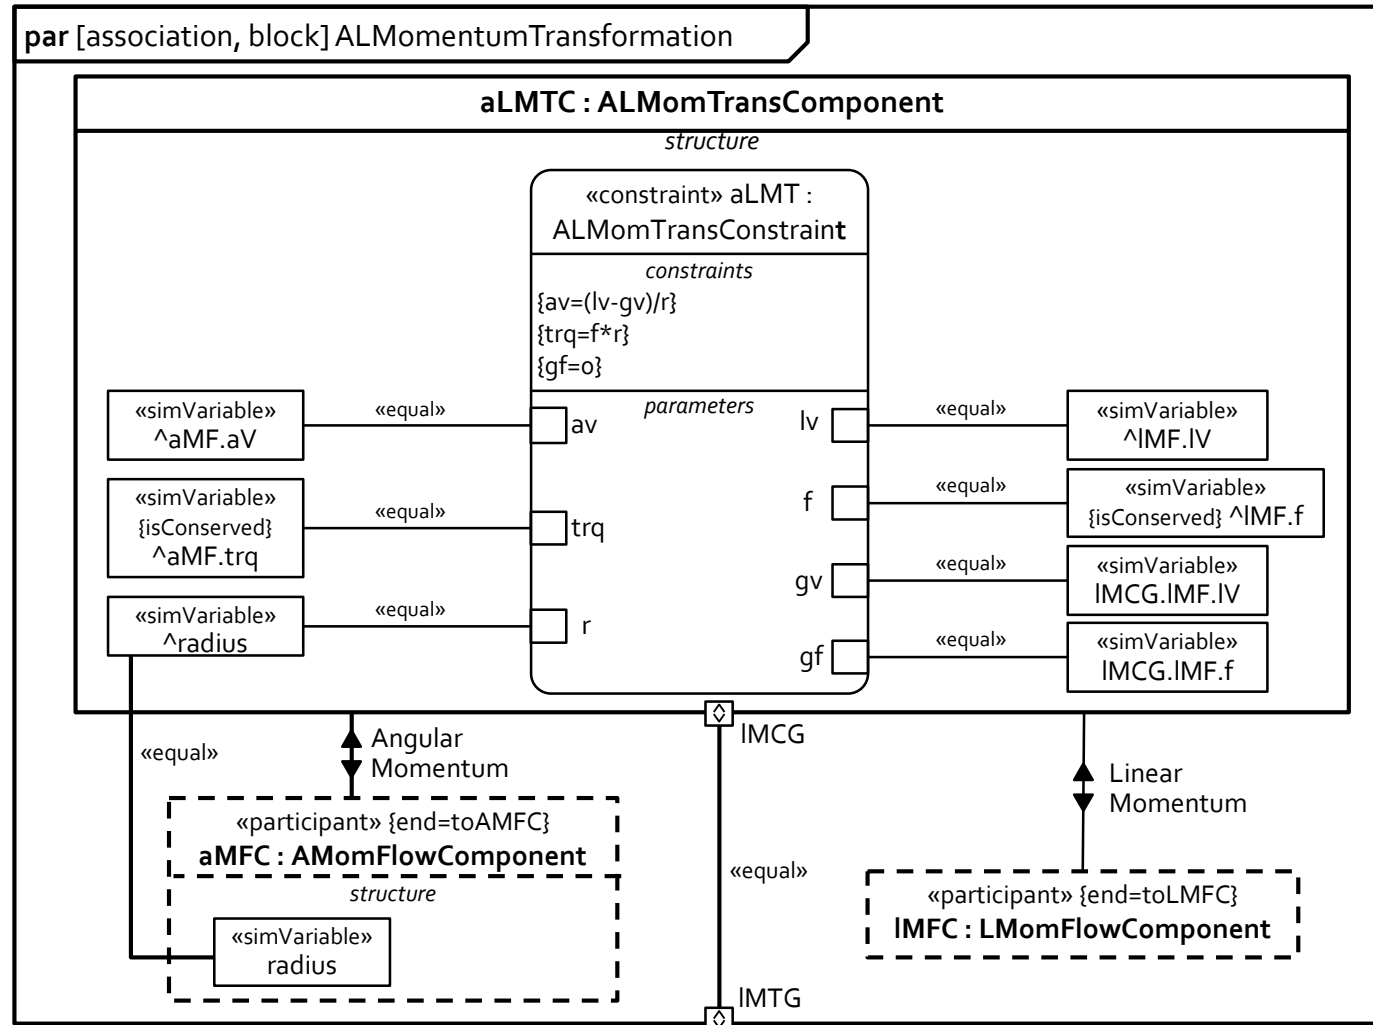 par [association, block] ALMomentumTransformation
aLMTC : ALMomTransComponent
structure
«constraint» aLMT :
ALMomTransConstraint
constraints
{av=(lv-gv)/r}
{trq=f*r}
{gf=0}
parameters
«simVariable»
^aMF.aV
«equal»
av
lv
«equal»
«simVariable»
^lMF.lV
«simVariable»
{isConserved}
^aMF.trq
«equal»
trq
f
«equal»
«simVariable»
{isConserved} ^lMF.f
gv
«equal»
«simVariable»
lMCG.lMF.lV
«simVariable»
^radius
«equal»
r
gf
«equal»
«simVariable»
lMCG.lMF.f
«equal»
Angular
Momentum
lMCG
Linear
Momentum
«participant» {end=toAMFC}
aMFC : AMomFlowComponent
structure
«simVariable»
radius
«equal»
«participant» {end=toLMFC}
lMFC : LMomFlowComponent
lMTG